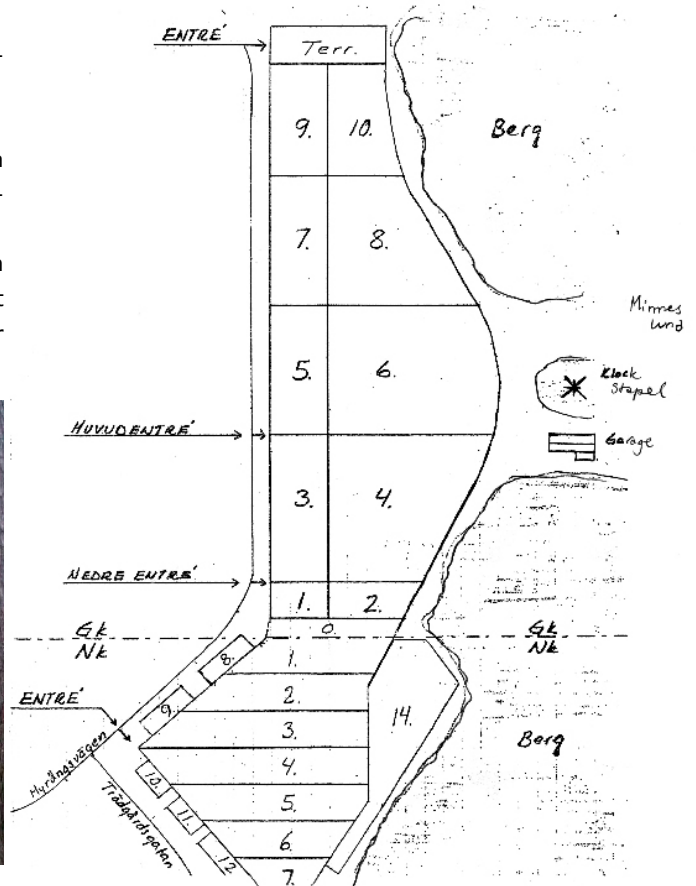 ENTRÉ
Terr.
9.
10.
Berg
7.
8.
Minnes
lund
5.
6.
Klock
Stapel
HUVUDENTRÉ
Garage
3.
4.
NEDRE ENTRÉ
1.
2.
0.
Gk
Nk
Gk
Nk
8.
1.
ENTRÉ
9.
2.
14.
3.
Berg
Myrängsvägen
10.
4.
Trädgårdsgatan
11.
5.
12
6.
7.